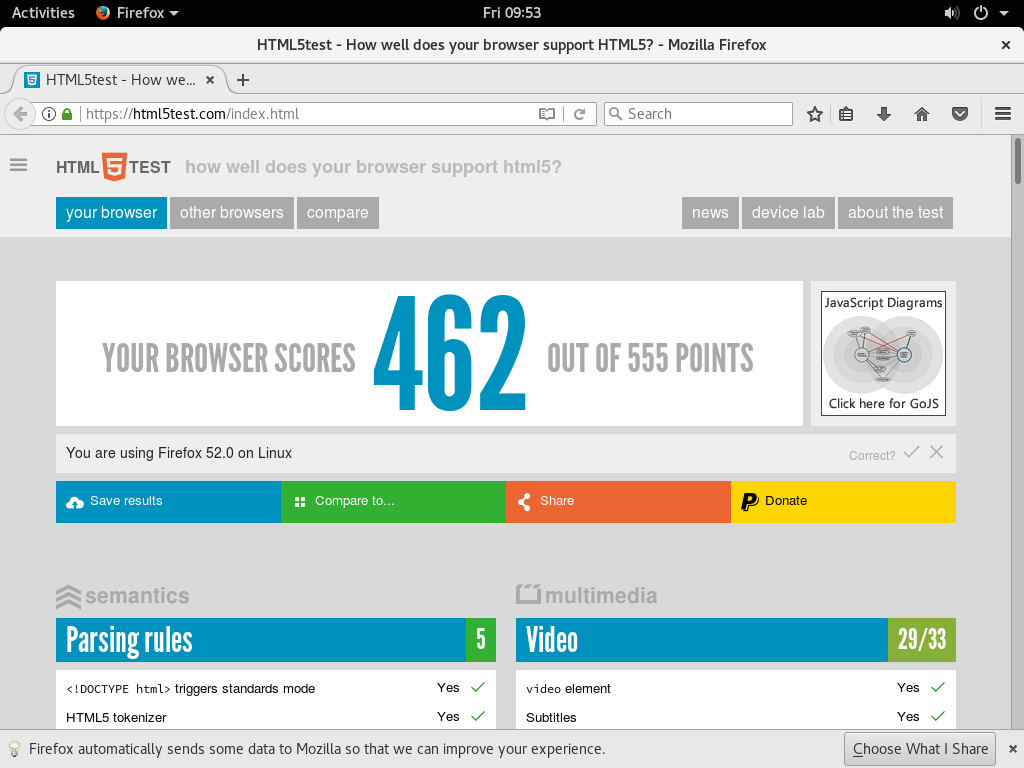 Activities Firefox Fri 09:53
HTML5test - How well does your browser support HTML5? - Mozilla Firefox
HTML5test - How we...
https://html5test.com/index.html Search
HTML 5 TEST how well does your browser support html5?
your browser other browsers compare news device lab about the test
JavaScript Diagrams
YOUR BROWSER SCORES 462 OUT OF 555 POINTS
Click here for GoJS
You are using Firefox 52.0 on Linux Correct?
Save results Compare to... Share Donate
semantics multimedia
Parsing rules 5 Video 29/33
<!DOCTYPE html> triggers standards mode Yes video element Yes
HTML5 tokenizer Yes Subtitles Yes
Firefox automatically sends some data to Mozilla so that we can improve your experience. Choose What I Share